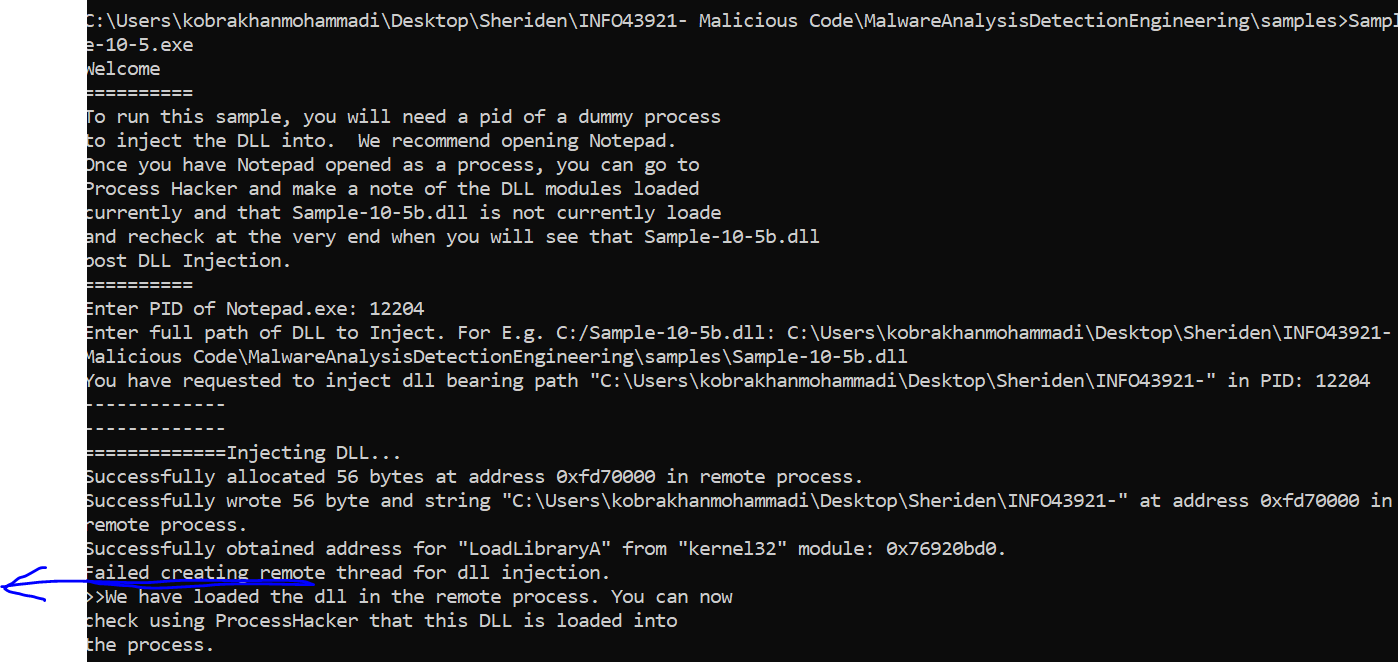 C:\Users\kobrakhanmohammadi\Desktop\Sheriden\INFO43921- Malicious Code\MalwareAnalysisDetectionEngineering\samples>Sampl
e-10-5.exe
Welcome
==========
To run this sample, you will need a pid of a dummy process
to inject the DLL into.  We recommend opening Notepad.
Once you have Notepad opened as a process, you can go to
Process Hacker and make a note of the DLL modules loaded
currently and that Sample-10-5b.dll is not currently loade
and recheck at the very end when you will see that Sample-10-5b.dll
post DLL Injection.
==========
Enter PID of Notepad.exe: 12204
Enter full path of DLL to Inject. For E.g. C:/Sample-10-5b.dll: C:\Users\kobrakhanmohammadi\Desktop\Sheriden\INFO43921-
Malicious Code\MalwareAnalysisDetectionEngineering\samples\Sample-10-5b.dll
You have requested to inject dll bearing path "C:\Users\kobrakhanmohammadi\Desktop\Sheriden\INFO43921-" in PID: 12204
-------------
-------------
=============Injecting DLL...
Successfully allocated 56 bytes at address 0xfd70000 in remote process.
Successfully wrote 56 byte and string "C:\Users\kobrakhanmohammadi\Desktop\Sheriden\INFO43921-" at address 0xfd70000 in
remote process.
Successfully obtained address for "LoadLibraryA" from "kernel32" module: 0x76920bd0.
Failed creating remote thread for dll injection.
>>We have loaded the dll in the remote process. You can now
check using ProcessHacker that this DLL is loaded into
the process.